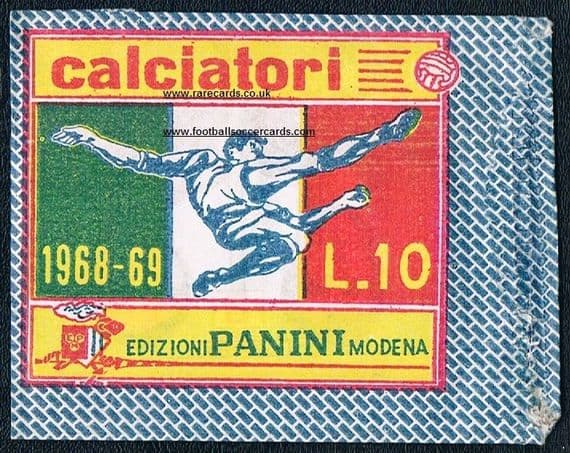 calciatori
www.rarecards.co.uk
www.footballsoccercards.com
1968-69
L.10
EDIZIONI PANINI MODENA